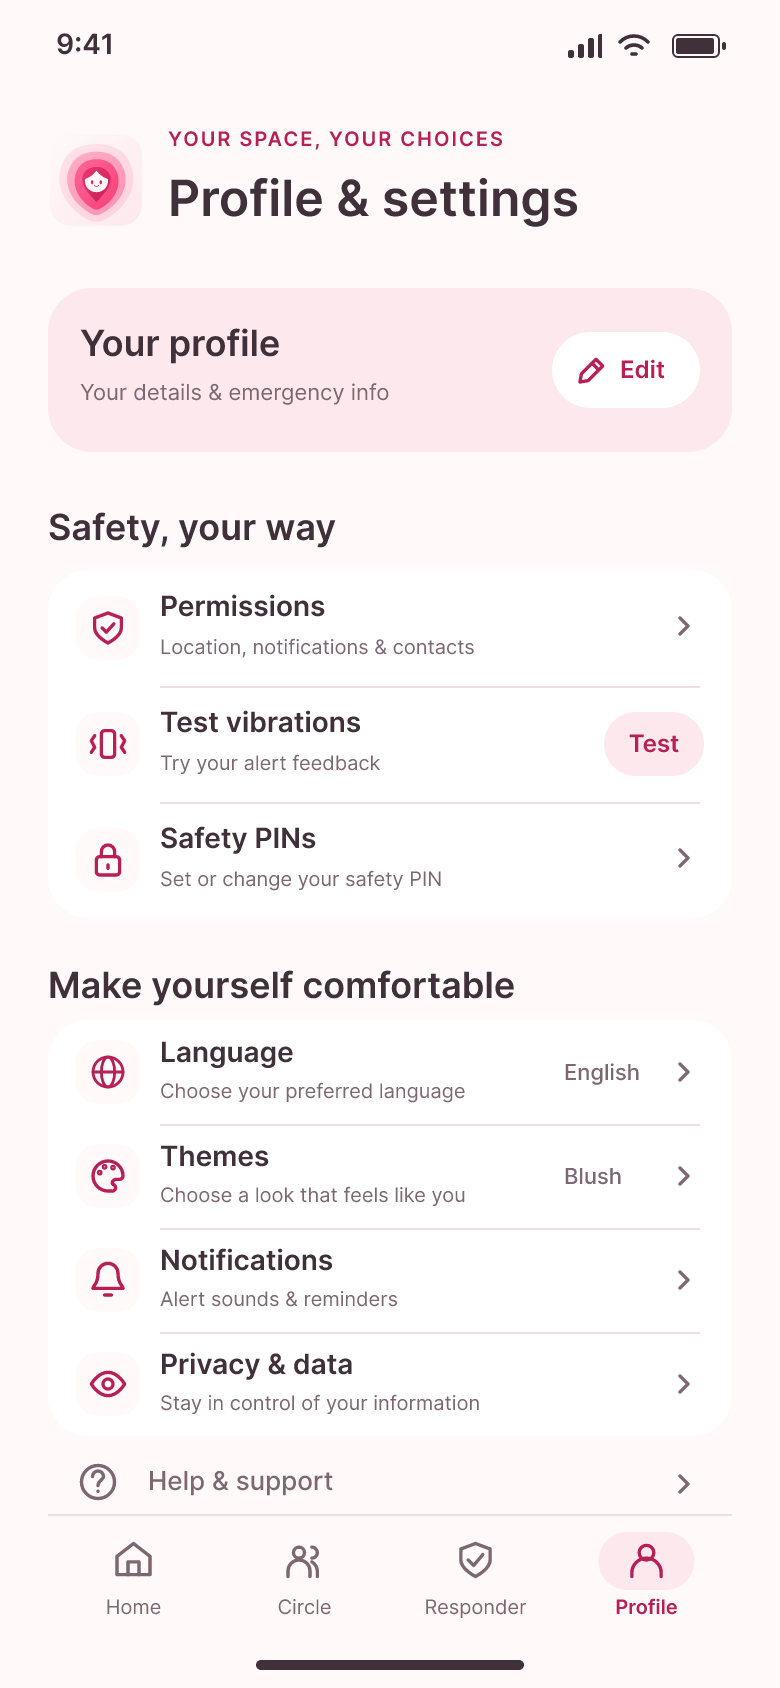 9:41
YOUR SPACE, YOUR CHOICES
Profile & settings
Your profile
Your details & emergency info
Edit
Safety, your way
Permissions
Location, notifications & contacts
Test vibrations
Try your alert feedback
Test
Safety PINs
Set or change your safety PIN
Make yourself comfortable
Language
Choose your preferred language
English
Themes
Choose a look that feels like you
Blush
Notifications
Alert sounds & reminders
Privacy & data
Stay in control of your information
Help & support
Home
Circle
Responder
Profile